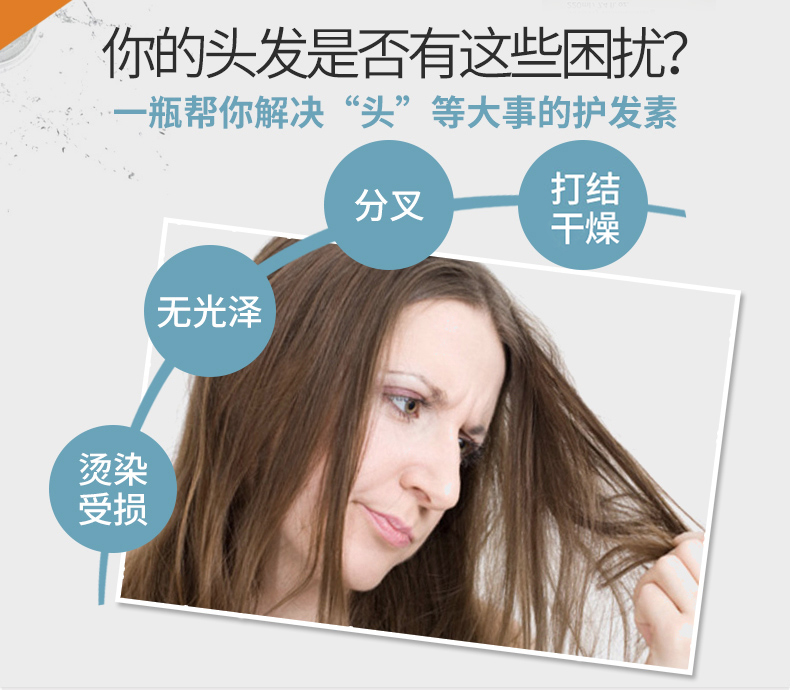 你的头发是否有这些困扰?
一瓶帮你解决“头”等大事的护发素
分叉
打结
干燥
无光泽
烫染
受损